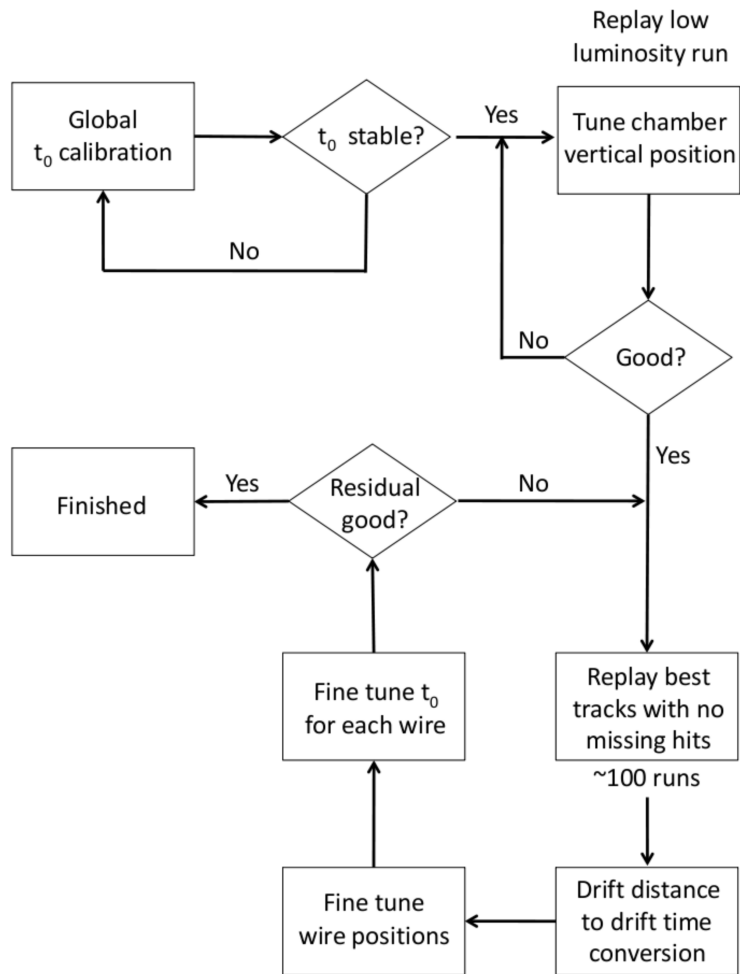 Replay low
luminosity run
Global
t₀ calibration
t₀ stable?
Yes
Tune chamber
vertical position
No
No
Good?
Yes
Finished
Yes
Residual
good?
No
Fine tune t₀
for each wire
Replay best
tracks with no
missing hits
~100 runs
Fine tune
wire positions
Drift distance
to drift time
conversion